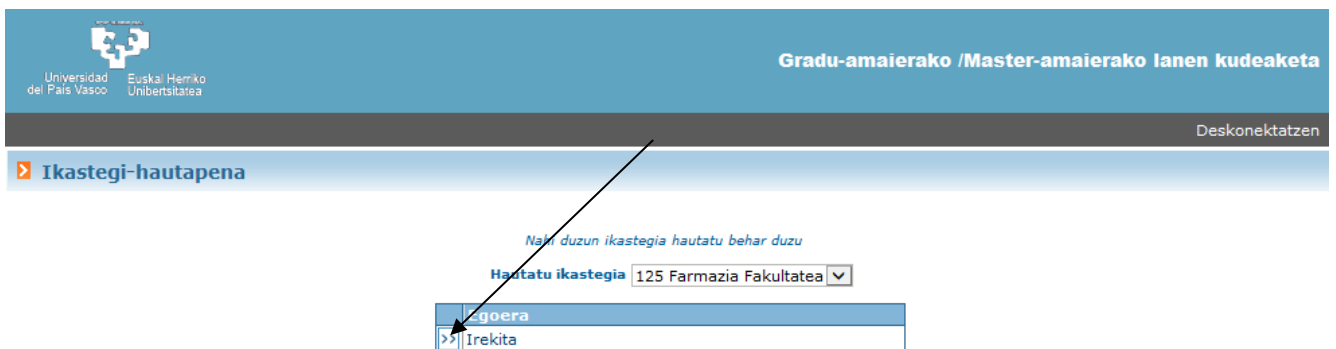 Universidad del País Vasco
Euskal Herriko Unibertsitatea
Gradu-amaierako /Master-amaierako lanen kudeaketa
Deskonektatzen
Ikastegi-hautapena
Nahi duzun ikastegia hautatu behar duzu
Hautatu ikastegia 125 Farmazia Fakultatea
Egoera
>> Irekita